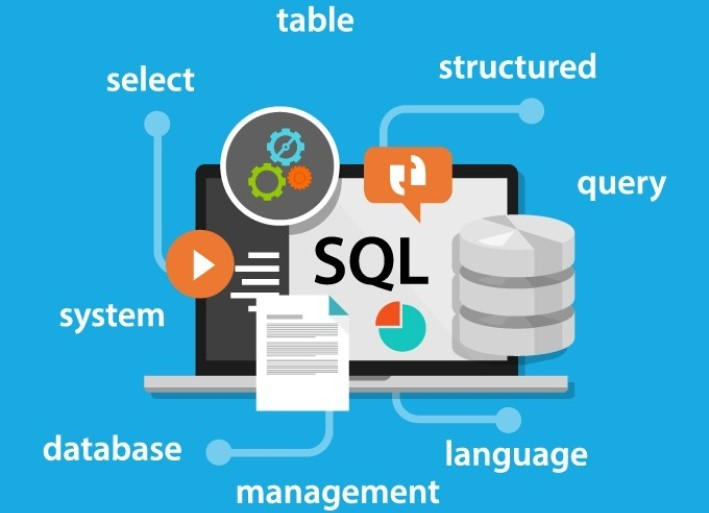 table
select
structured
query
SQL
system
database
language
management